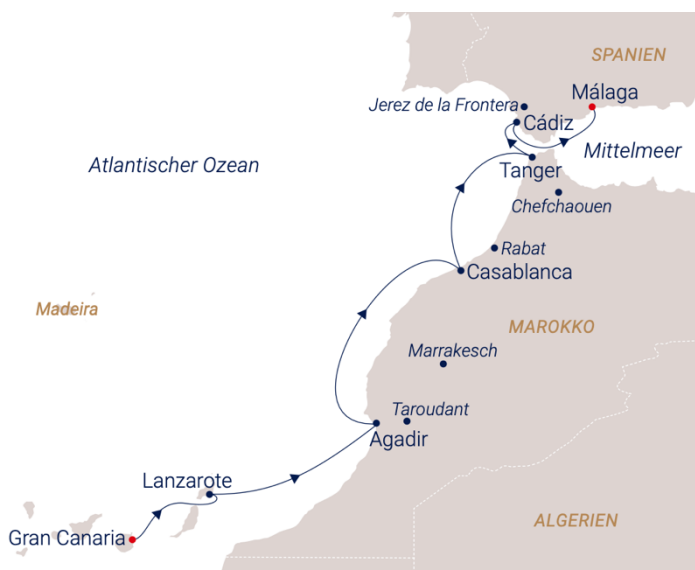 SPANIEN
Málaga
Jerez de la Frontera
Cádiz
Mittelmeer
Atlantischer Ozean
Tanger
Chefchaouen
Rabat
Casablanca
Madeira
MAROKKO
Marrakesch
Taroudant
Agadir
Lanzarote
ALGERIEN
Gran Canaria